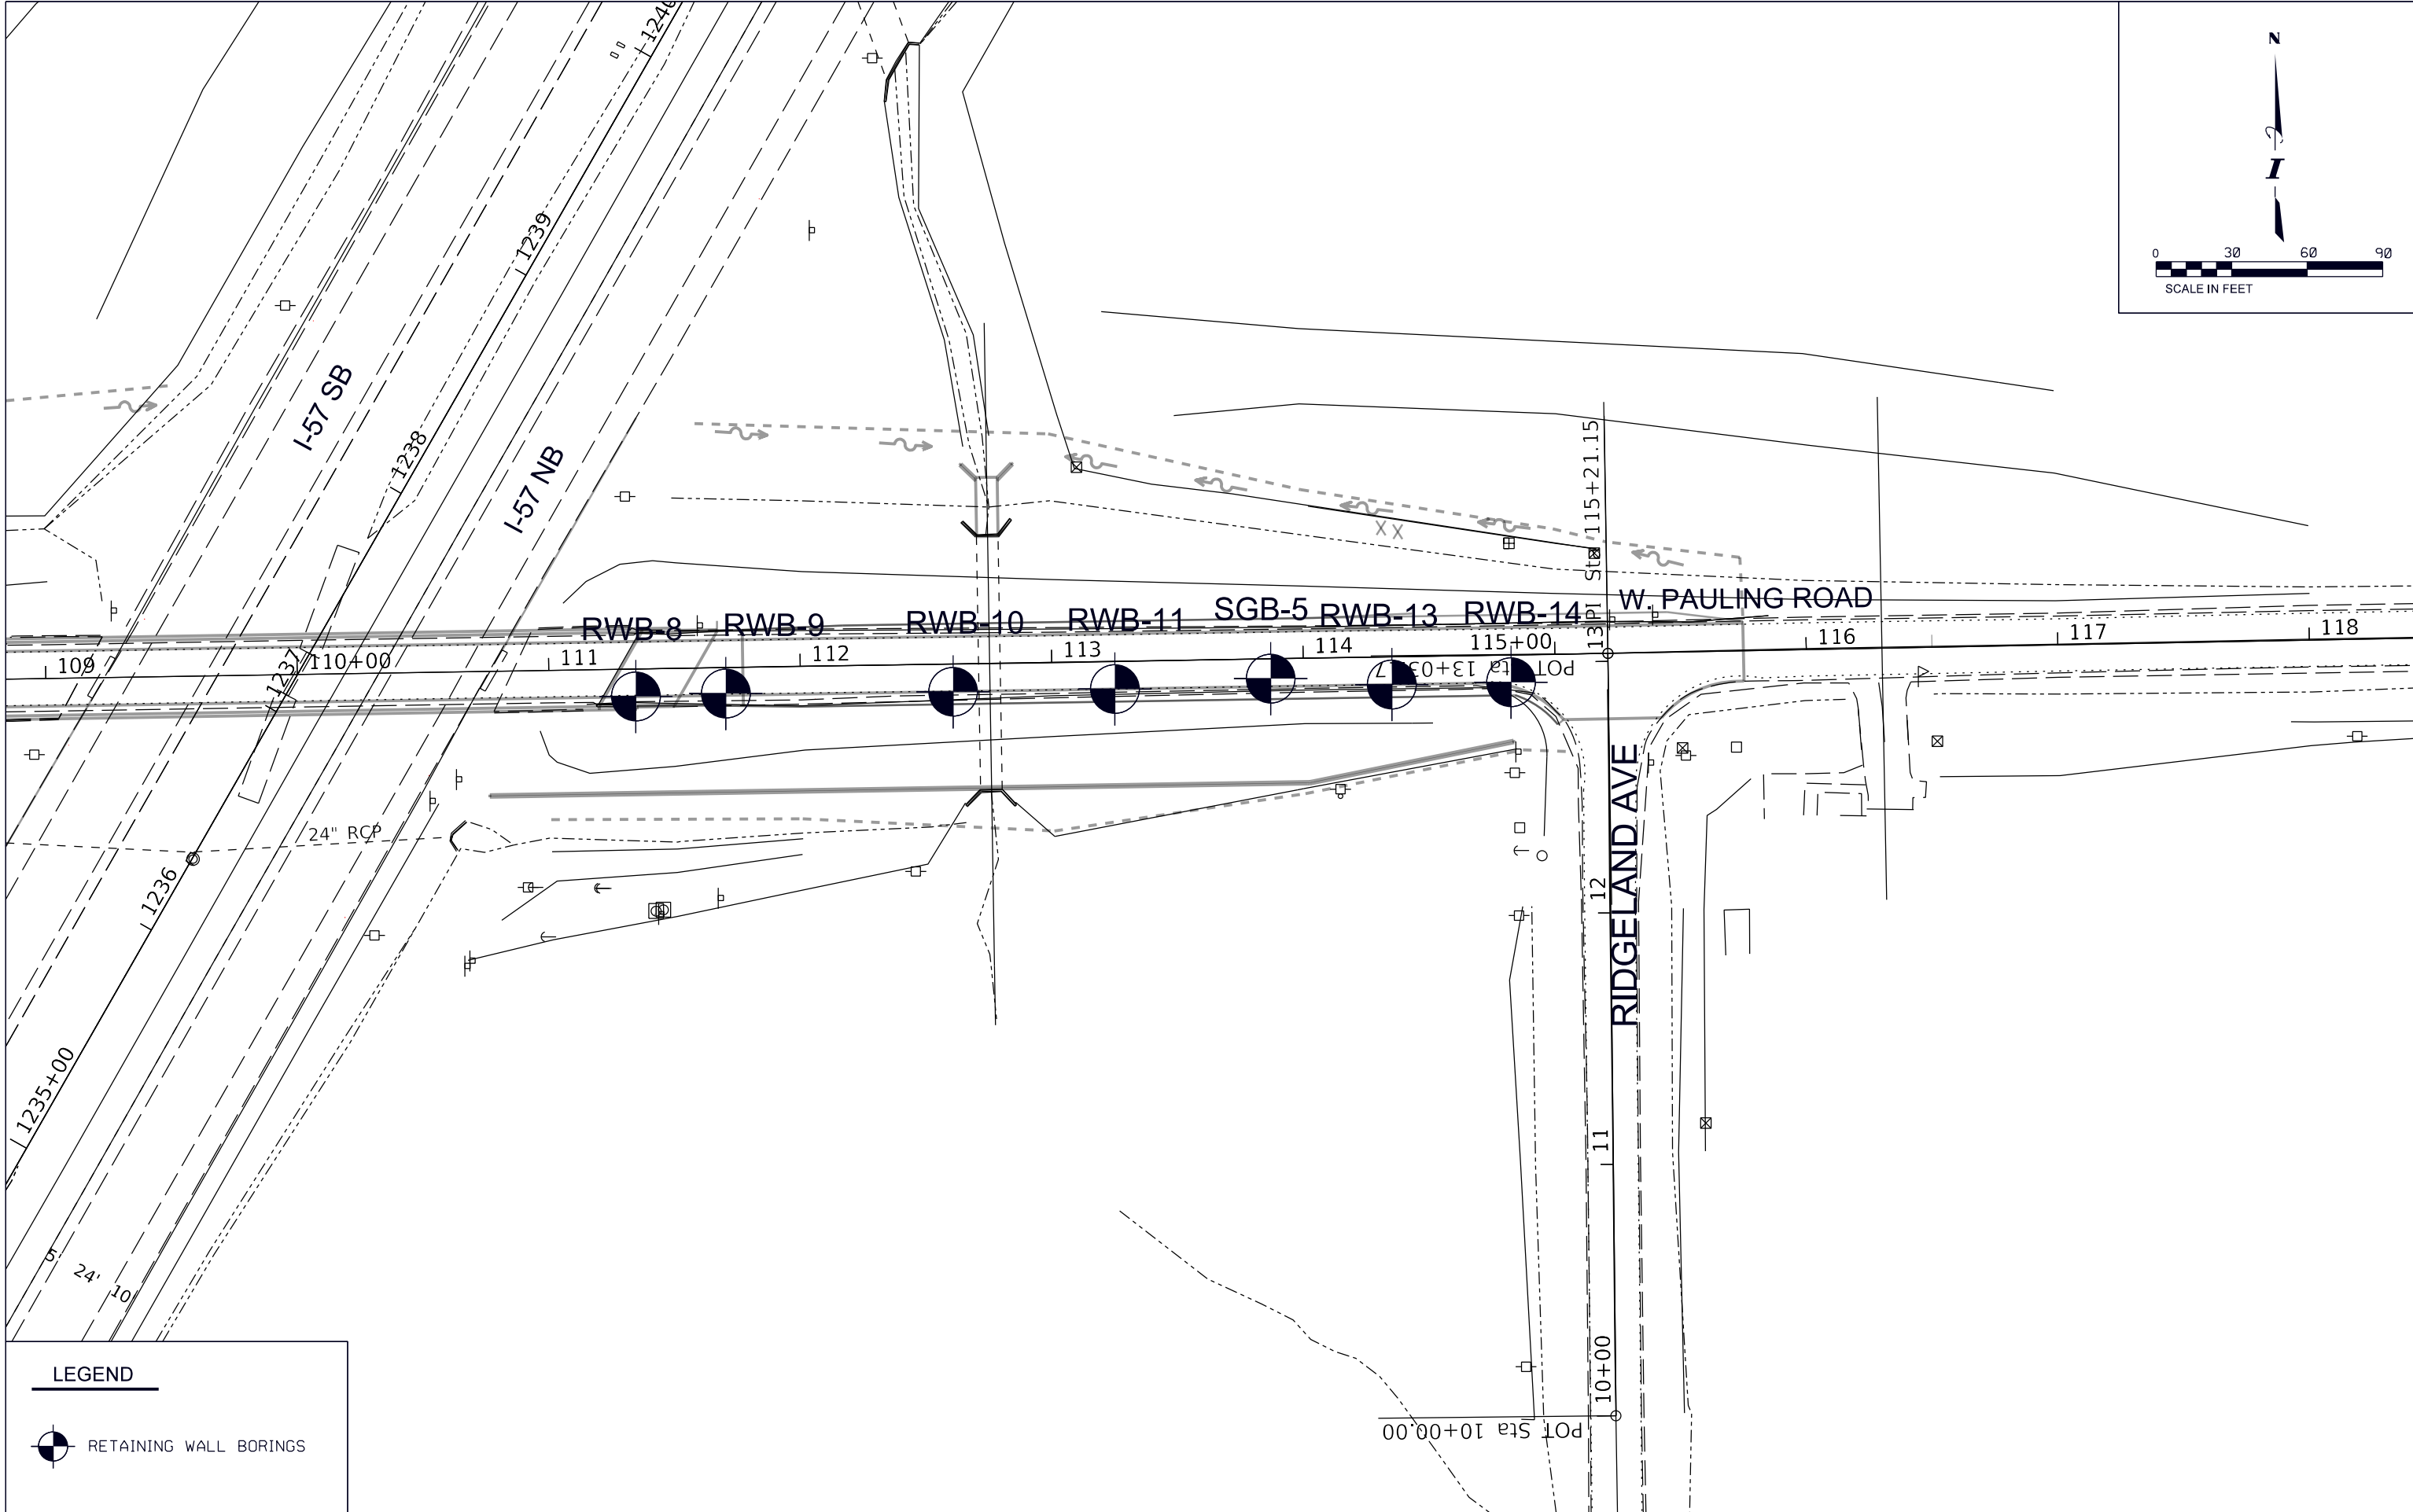 1240
N
I
0 30 60 90
SCALE IN FEET
1239
I-57 SB
1238
I-57 NB
PI Sta 115+21.15
RWB-8
RWB-9
RWB-10
RWB-11
SGB-5
RWB-13
RWB-14
W. PAULING ROAD
13
109
110+00
111
112
113
114
115+00
116
117
118
1237
XX
24" RCP
1236
RIDGELAND AVE
12
1235+00
11
5'
24'
10
10+00
POT Sta 10+00.00
LEGEND
RETAINING WALL BORINGS